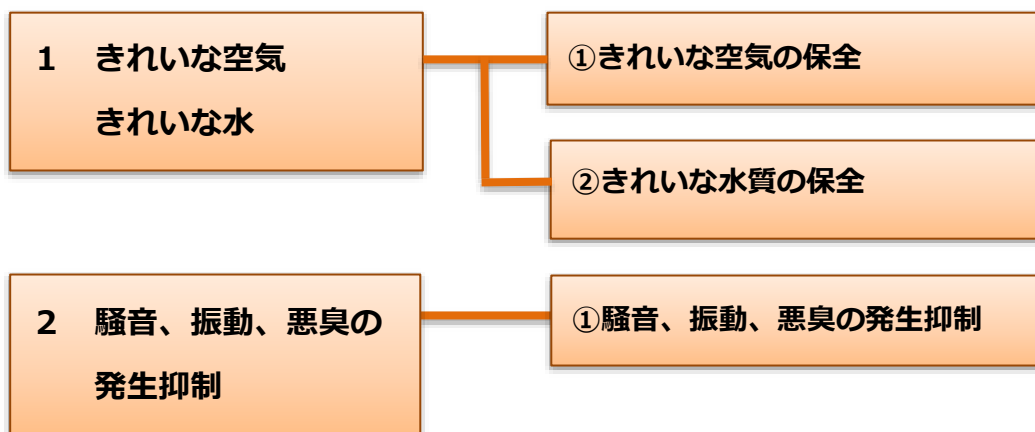 1 きれいな空気
きれいな水
①きれいな空気の保全
②きれいな水質の保全
2 騒音、振動、悪臭の
発生抑制
①騒音、振動、悪臭の発生抑制